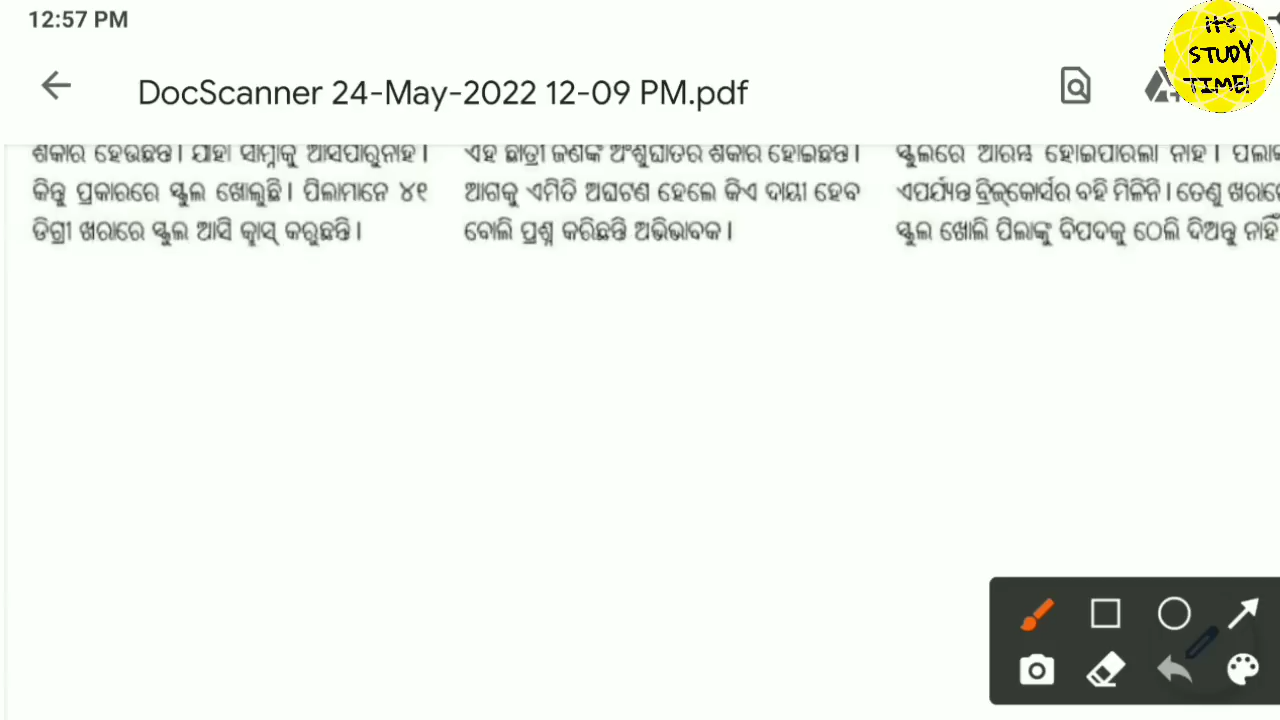 12:57 PM
DocScanner 24-May-2022 12-09 PM.pdf
IT'S
STUDY
TIME!
ଶିକାର ହେଉଛନ୍ତି । ଯାହା ସାମ୍ନାକୁ ଆସିପାରୁନାହିଁ ।
କିନ୍ତୁ ପ୍ରକାରରେ ସ୍କୁଲ ଖୋଲୁଛି । ପିଲାମାନେ ୪୧
ଡିଗ୍ରୀ ଖରାରେ ସ୍କୁଲ ଆସି କ୍ଲାସ୍ କରୁଛନ୍ତି ।
ଏହି ଛାତ୍ରୀ ଜଣଙ୍କ ଅଂଶୁଘାତର ଶିକାର ହୋଇଛନ୍ତି ।
ଆଗକୁ ଏମିତି ଅଘଟଣ ହେଲେ କିଏ ଦାୟୀ ହେବ
ବୋଲି ପ୍ରଶ୍ନ କରିଛନ୍ତି ଅଭିଭାବକ ।
ସ୍କୁଲରେ ଆରମ୍ଭ ହୋଇପାରିଲା ନାହିଁ ।
ଏପର୍ଯ୍ୟନ୍ତ ବ୍ରିଜ୍‌କୋର୍ସର ବହି ମିଳିନି । ତେଣୁ
ସ୍କୁଲ ଖୋଲି ପିଲାଙ୍କୁ ବିପଦକୁ ଠେଲି ଦିଅନ୍ତୁ ନାହିଁ